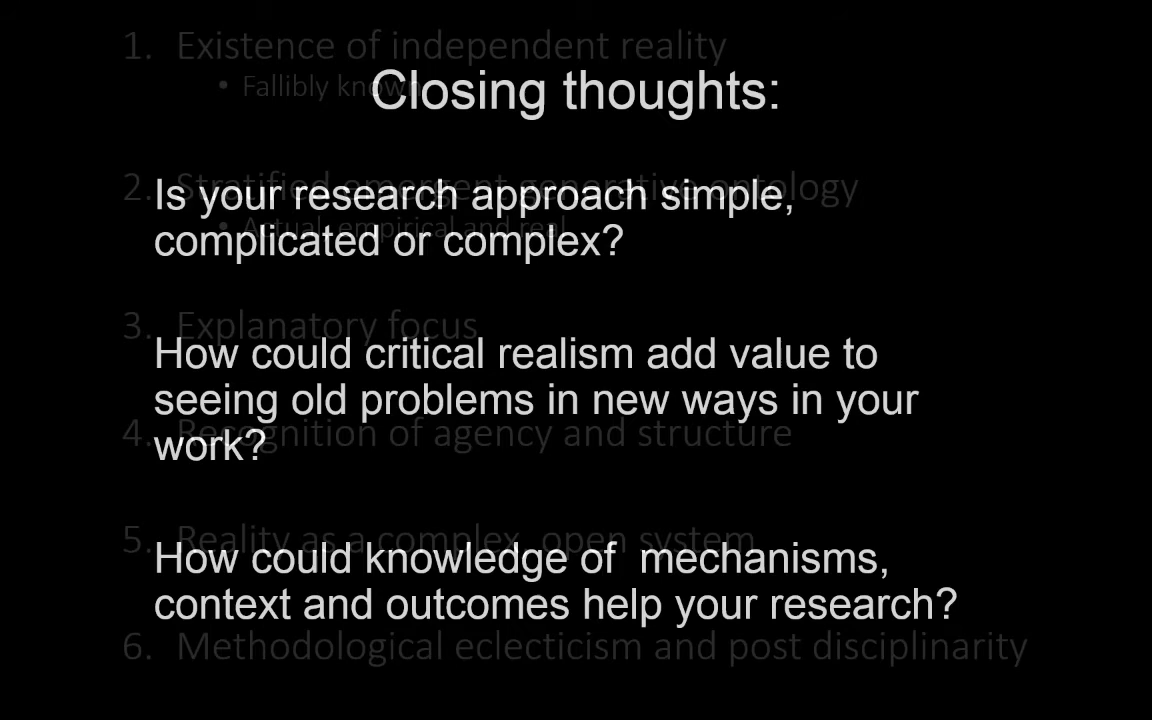 1. Existence of independent reality
• Fallibly known
Closing thoughts:
2. Stratified emergent generative ontology
• Actual, empirical and real
Is your research approach simple,
complicated or complex?
3. Explanatory focus
How could critical realism add value to
seeing old problems in new ways in your
work?
4. Recognition of agency and structure
5. Reality as a complex, open system
How could knowledge of mechanisms,
context and outcomes help your research?
6. Methodological eclecticism and post disciplinarity